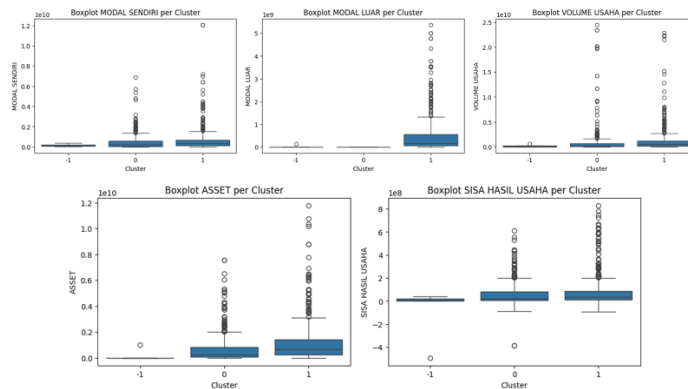 Boxplot MODAL SENDIRI per Cluster
1e10
1.2
1.0
0.8
0.6
0.4
0.2
0.0
MODAL SENDIRI
-1 0 1
Cluster
Boxplot MODAL LUAR per Cluster
1e9
5
4
3
2
1
0
MODAL LUAR
-1 0 1
Cluster
Boxplot VOLUME USAHA per Cluster
1e10
2.5
2.0
1.5
1.0
0.5
0.0
VOLUME USAHA
-1 0 1
Cluster
Boxplot ASSET per Cluster
1e10
1.2
1.0
0.8
0.6
0.4
0.2
0.0
ASSET
-1 0 1
Cluster
Boxplot SISA HASIL USAHA per Cluster
1e8
8
6
4
2
0
−2
−4
SISA HASIL USAHA
-1 0 1
Cluster